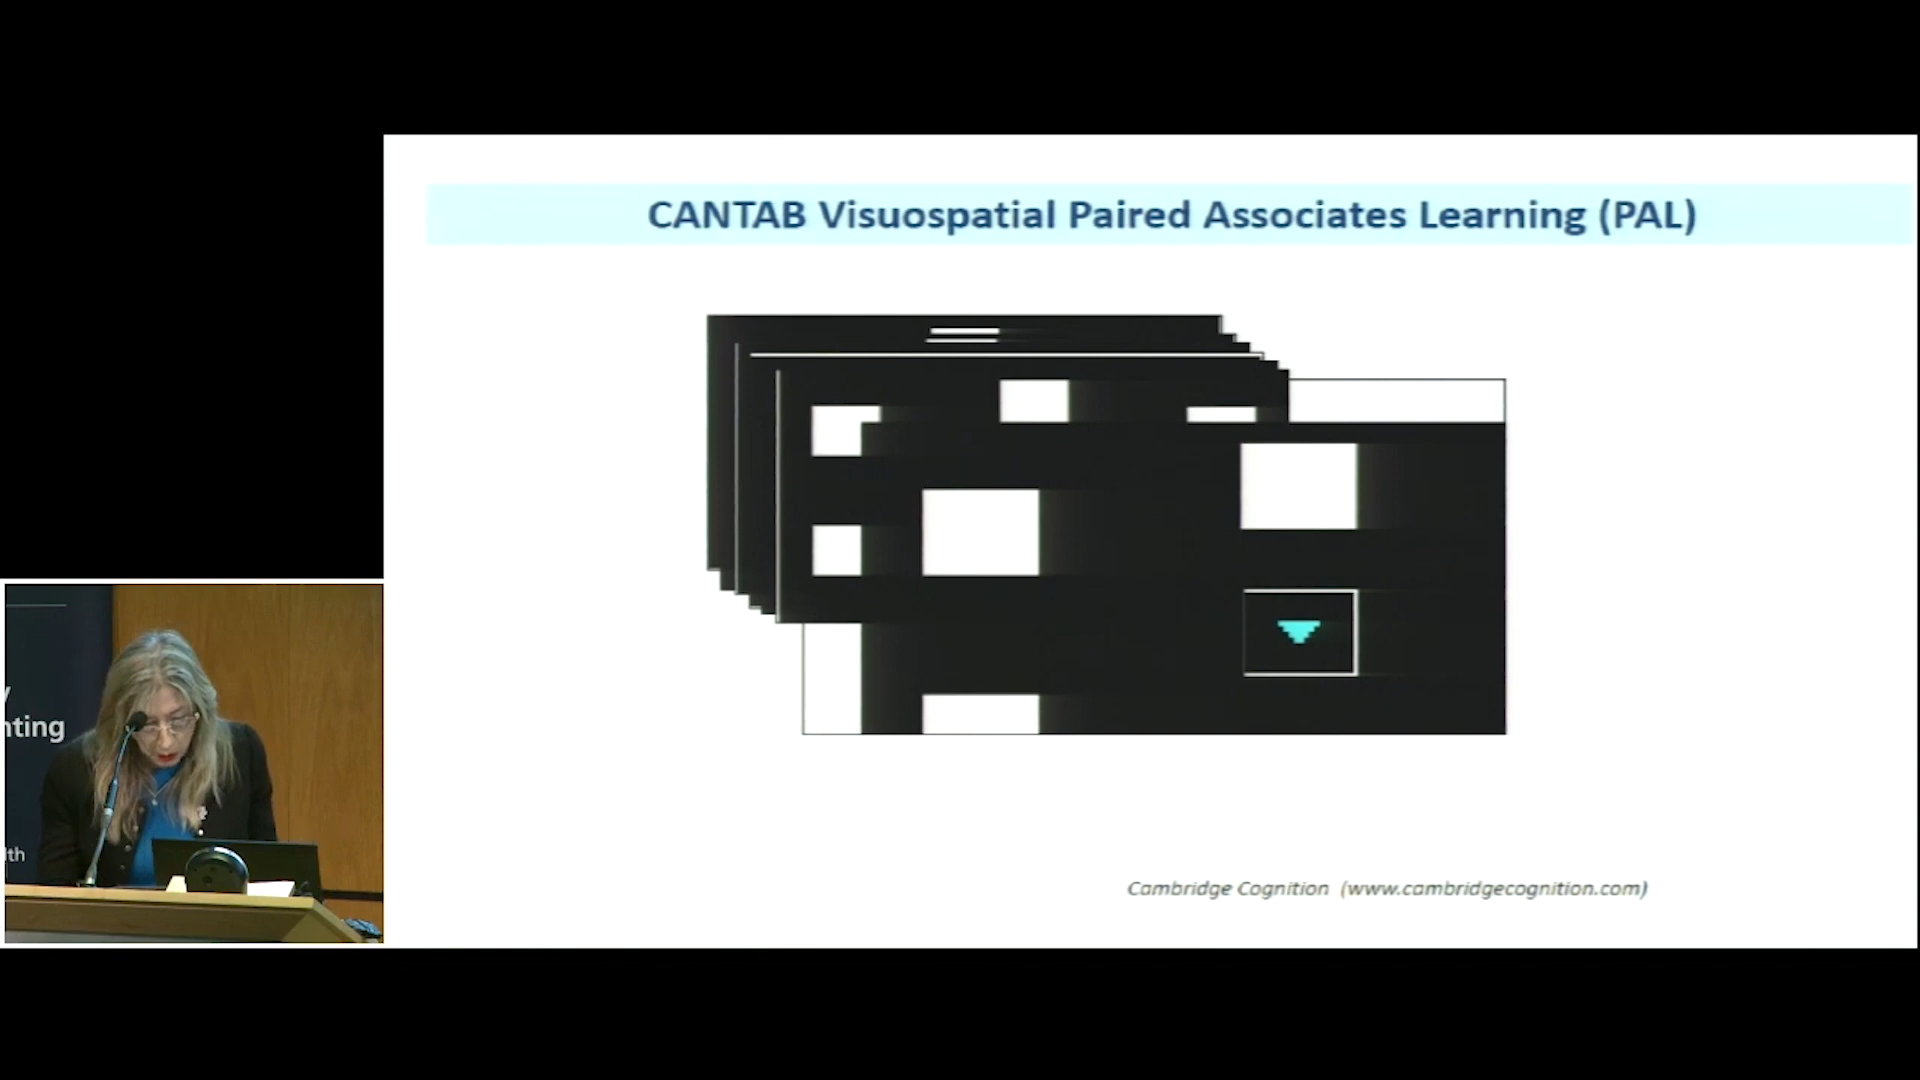 CANTAB Visuospatial Paired Associates Learning (PAL)
Cambridge Cognition (www.cambridgecognition.com)